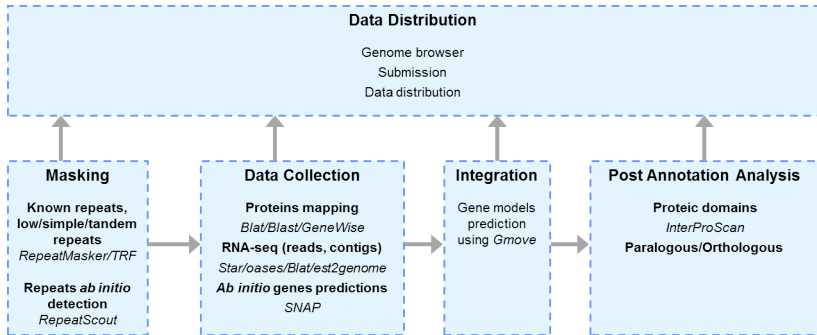 Data Distribution
Genome browser
Submission
Data distribution
Masking
Known repeats,
low/simple/tandem
repeats
RepeatMasker/TRF
Repeats ab initio
detection
RepeatScout
Data Collection
Proteins mapping
Blat/Blast/GeneWise
RNA-seq (reads, contigs)
Star/oases/Blat/est2genome
Ab initio genes predictions
SNAP
Integration
Gene models
prediction
using Gmove
Post Annotation Analysis
Proteic domains
InterProScan
Paralogous/Orthologous